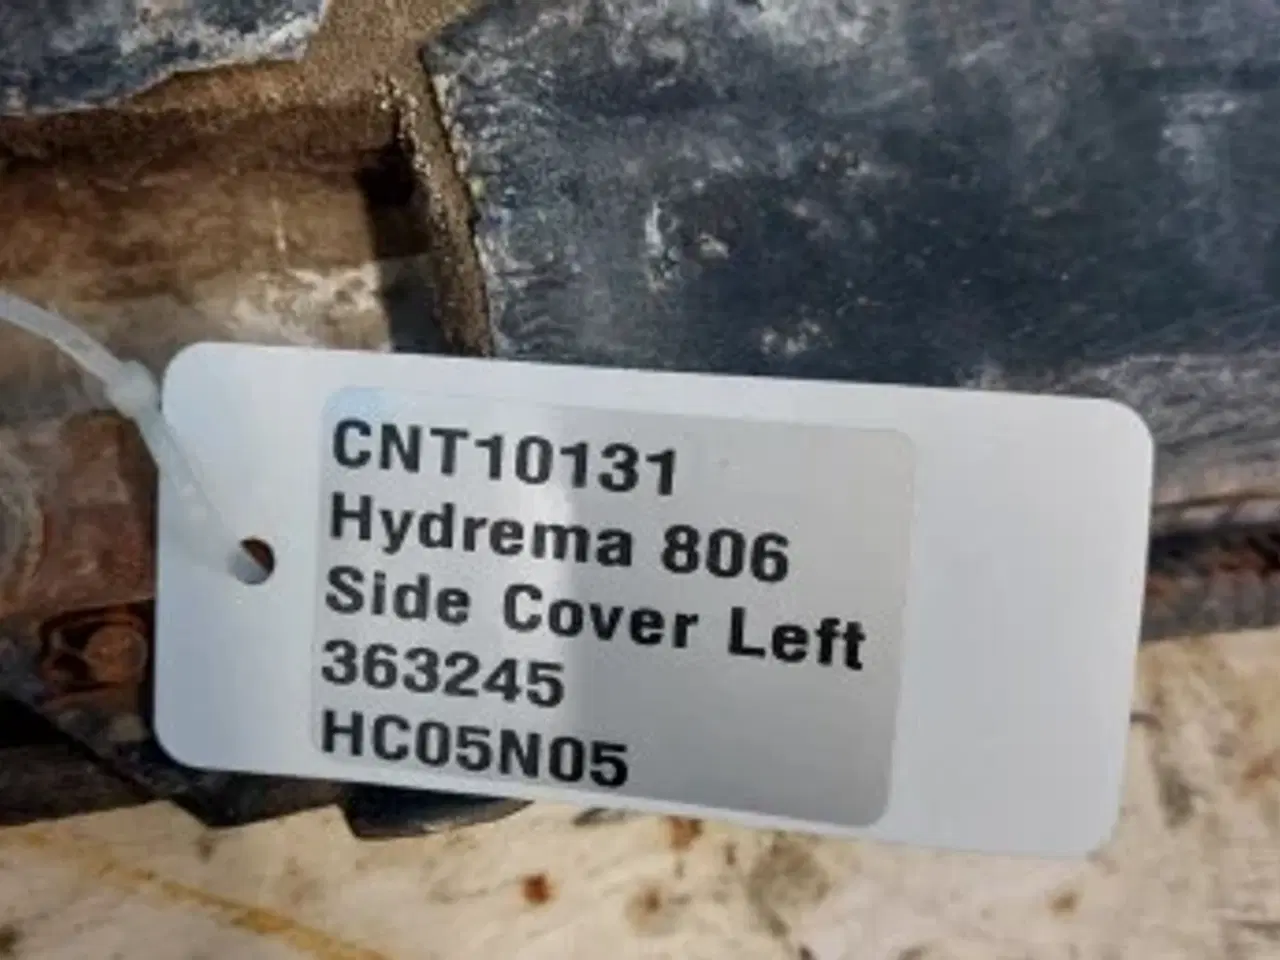 CNT10131
Hydrema 806
Side Cover Left
363245
HC05N05